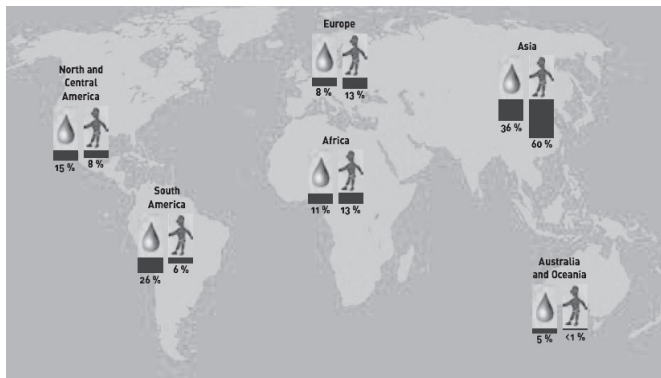 Europe
8 % 13 %
Asia
36 %
60 %
North and
Central
America
15 % 8 %
Africa
11 % 13 %
South
America
26 % 6 %
Australia
and Oceania
5 % <1 %